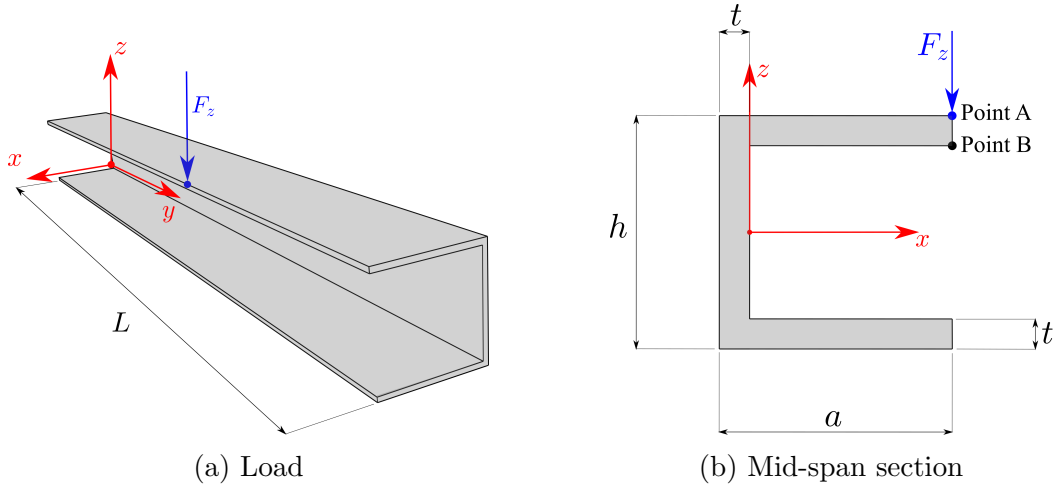 z
F_z
x
y
L
(a) Load
t
F_z
z
Point A
Point B
h
x
t
a
(b) Mid-span section